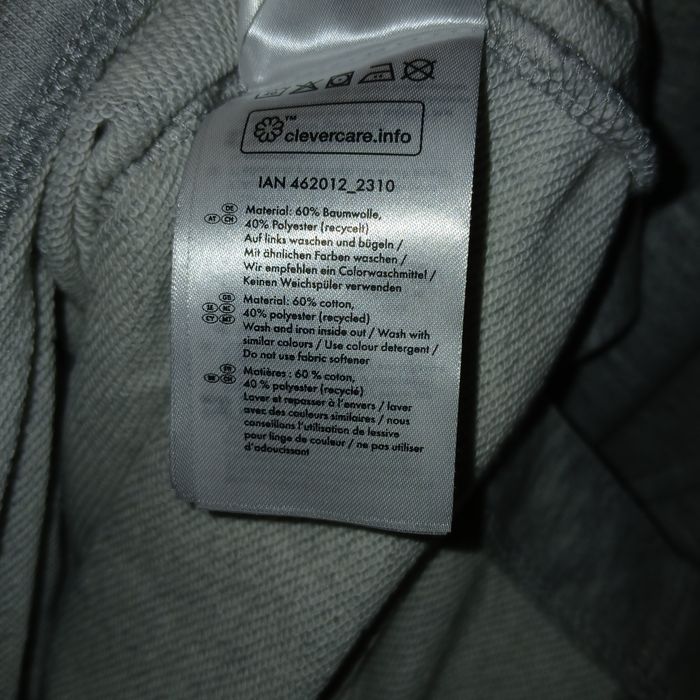 ™
clevercare.info
IAN 462012_2310
DE AT CH Material: 60% Baumwolle,
40% Polyester (recycelt)
Auf links waschen und bügeln /
Mit ähnlichen Farben waschen /
Wir empfehlen ein Colorwaschmittel /
Keinen Weichspüler verwenden
GB IE NI CY MT Material: 60% cotton,
40% polyester (recycled)
Wash and iron inside out / Wash with
similar colours / Use colour detergent /
Do not use fabric softener
FR BE CH Matières : 60 % coton,
40 % polyester (recyclé)
Laver et repasser à l'envers / laver
avec des couleurs similaires / nous
conseillons l'utilisation de lessive
pour linge de couleur / ne pas utiliser
d'adoucissant